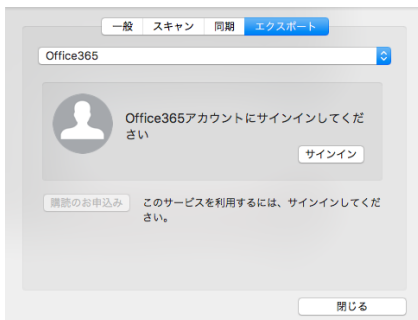 一般 スキャン 同期 エクスポート
Office365
Office365アカウントにサインインしてくだ
さい
サインイン
購読のお申込み
このサービスを利用するには、サインインしてくだ
さい。
閉じる